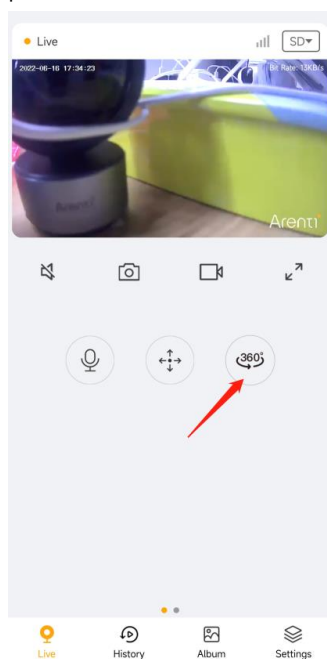 Live
SD
2022-06-16 17:34:23
Bit Rate: 13KB/s
Arenti
Arenti
360°
Live
History
Album
Settings